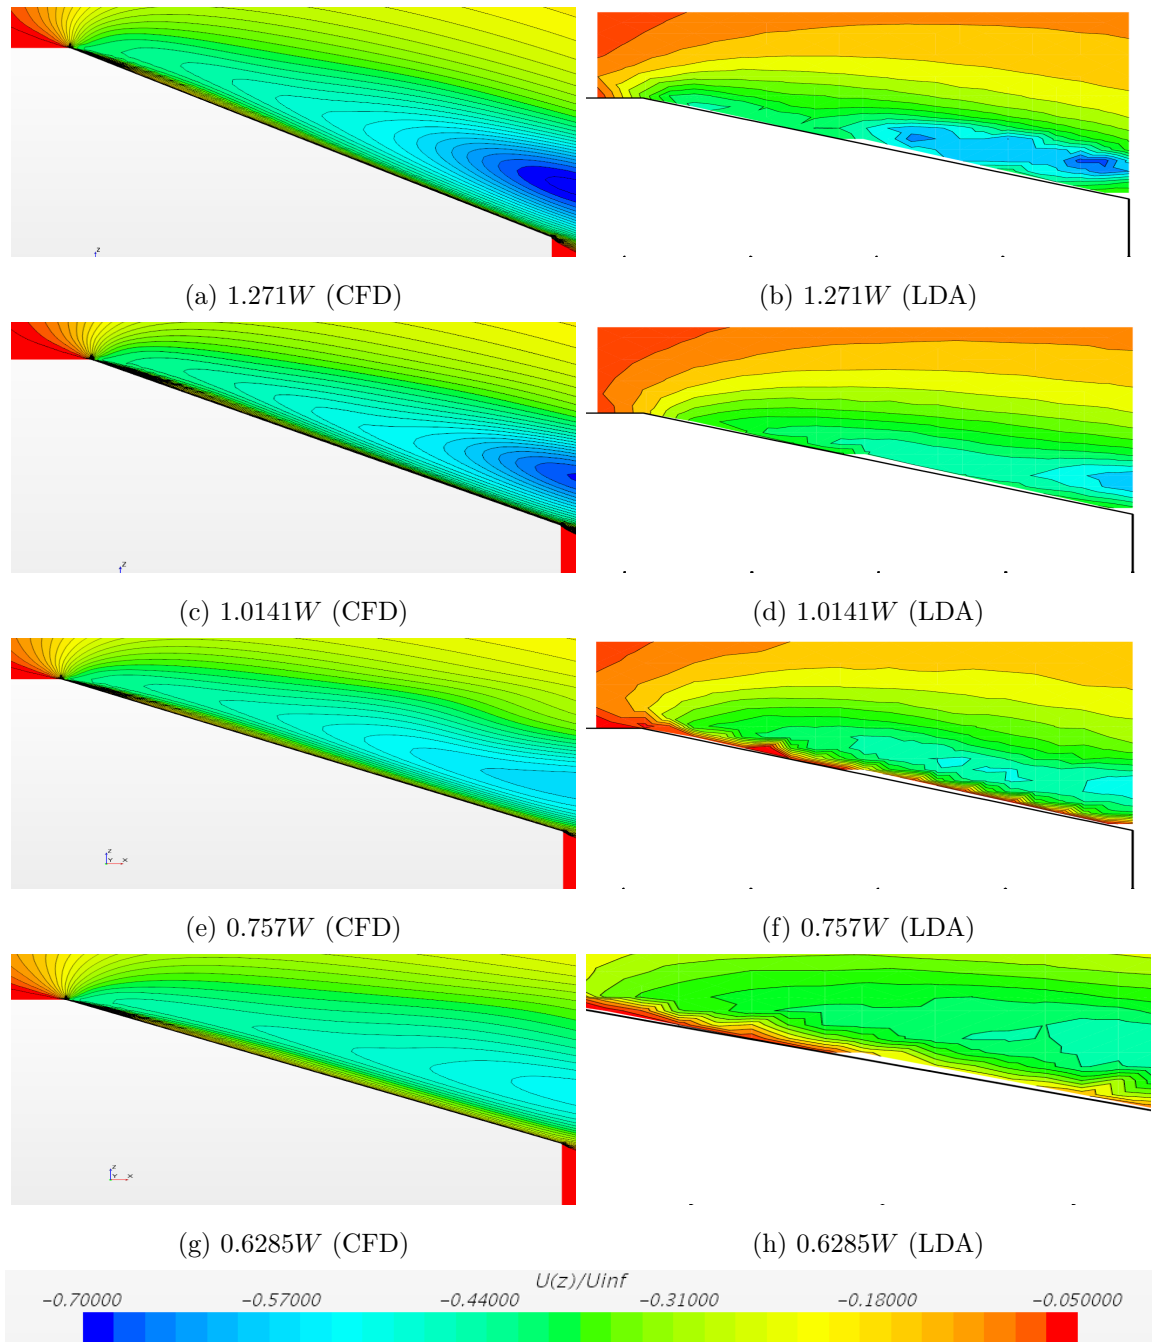 z
(a) 1.271W (CFD)
(b) 1.271W (LDA)
z
(c) 1.0141W (CFD)
(d) 1.0141W (LDA)
z
Y X
(e) 0.757W (CFD)
(f) 0.757W (LDA)
z
Y X
(g) 0.6285W (CFD)
(h) 0.6285W (LDA)
U(z)/Uinf
-0.70000 -0.57000 -0.44000 -0.31000 -0.18000 -0.050000